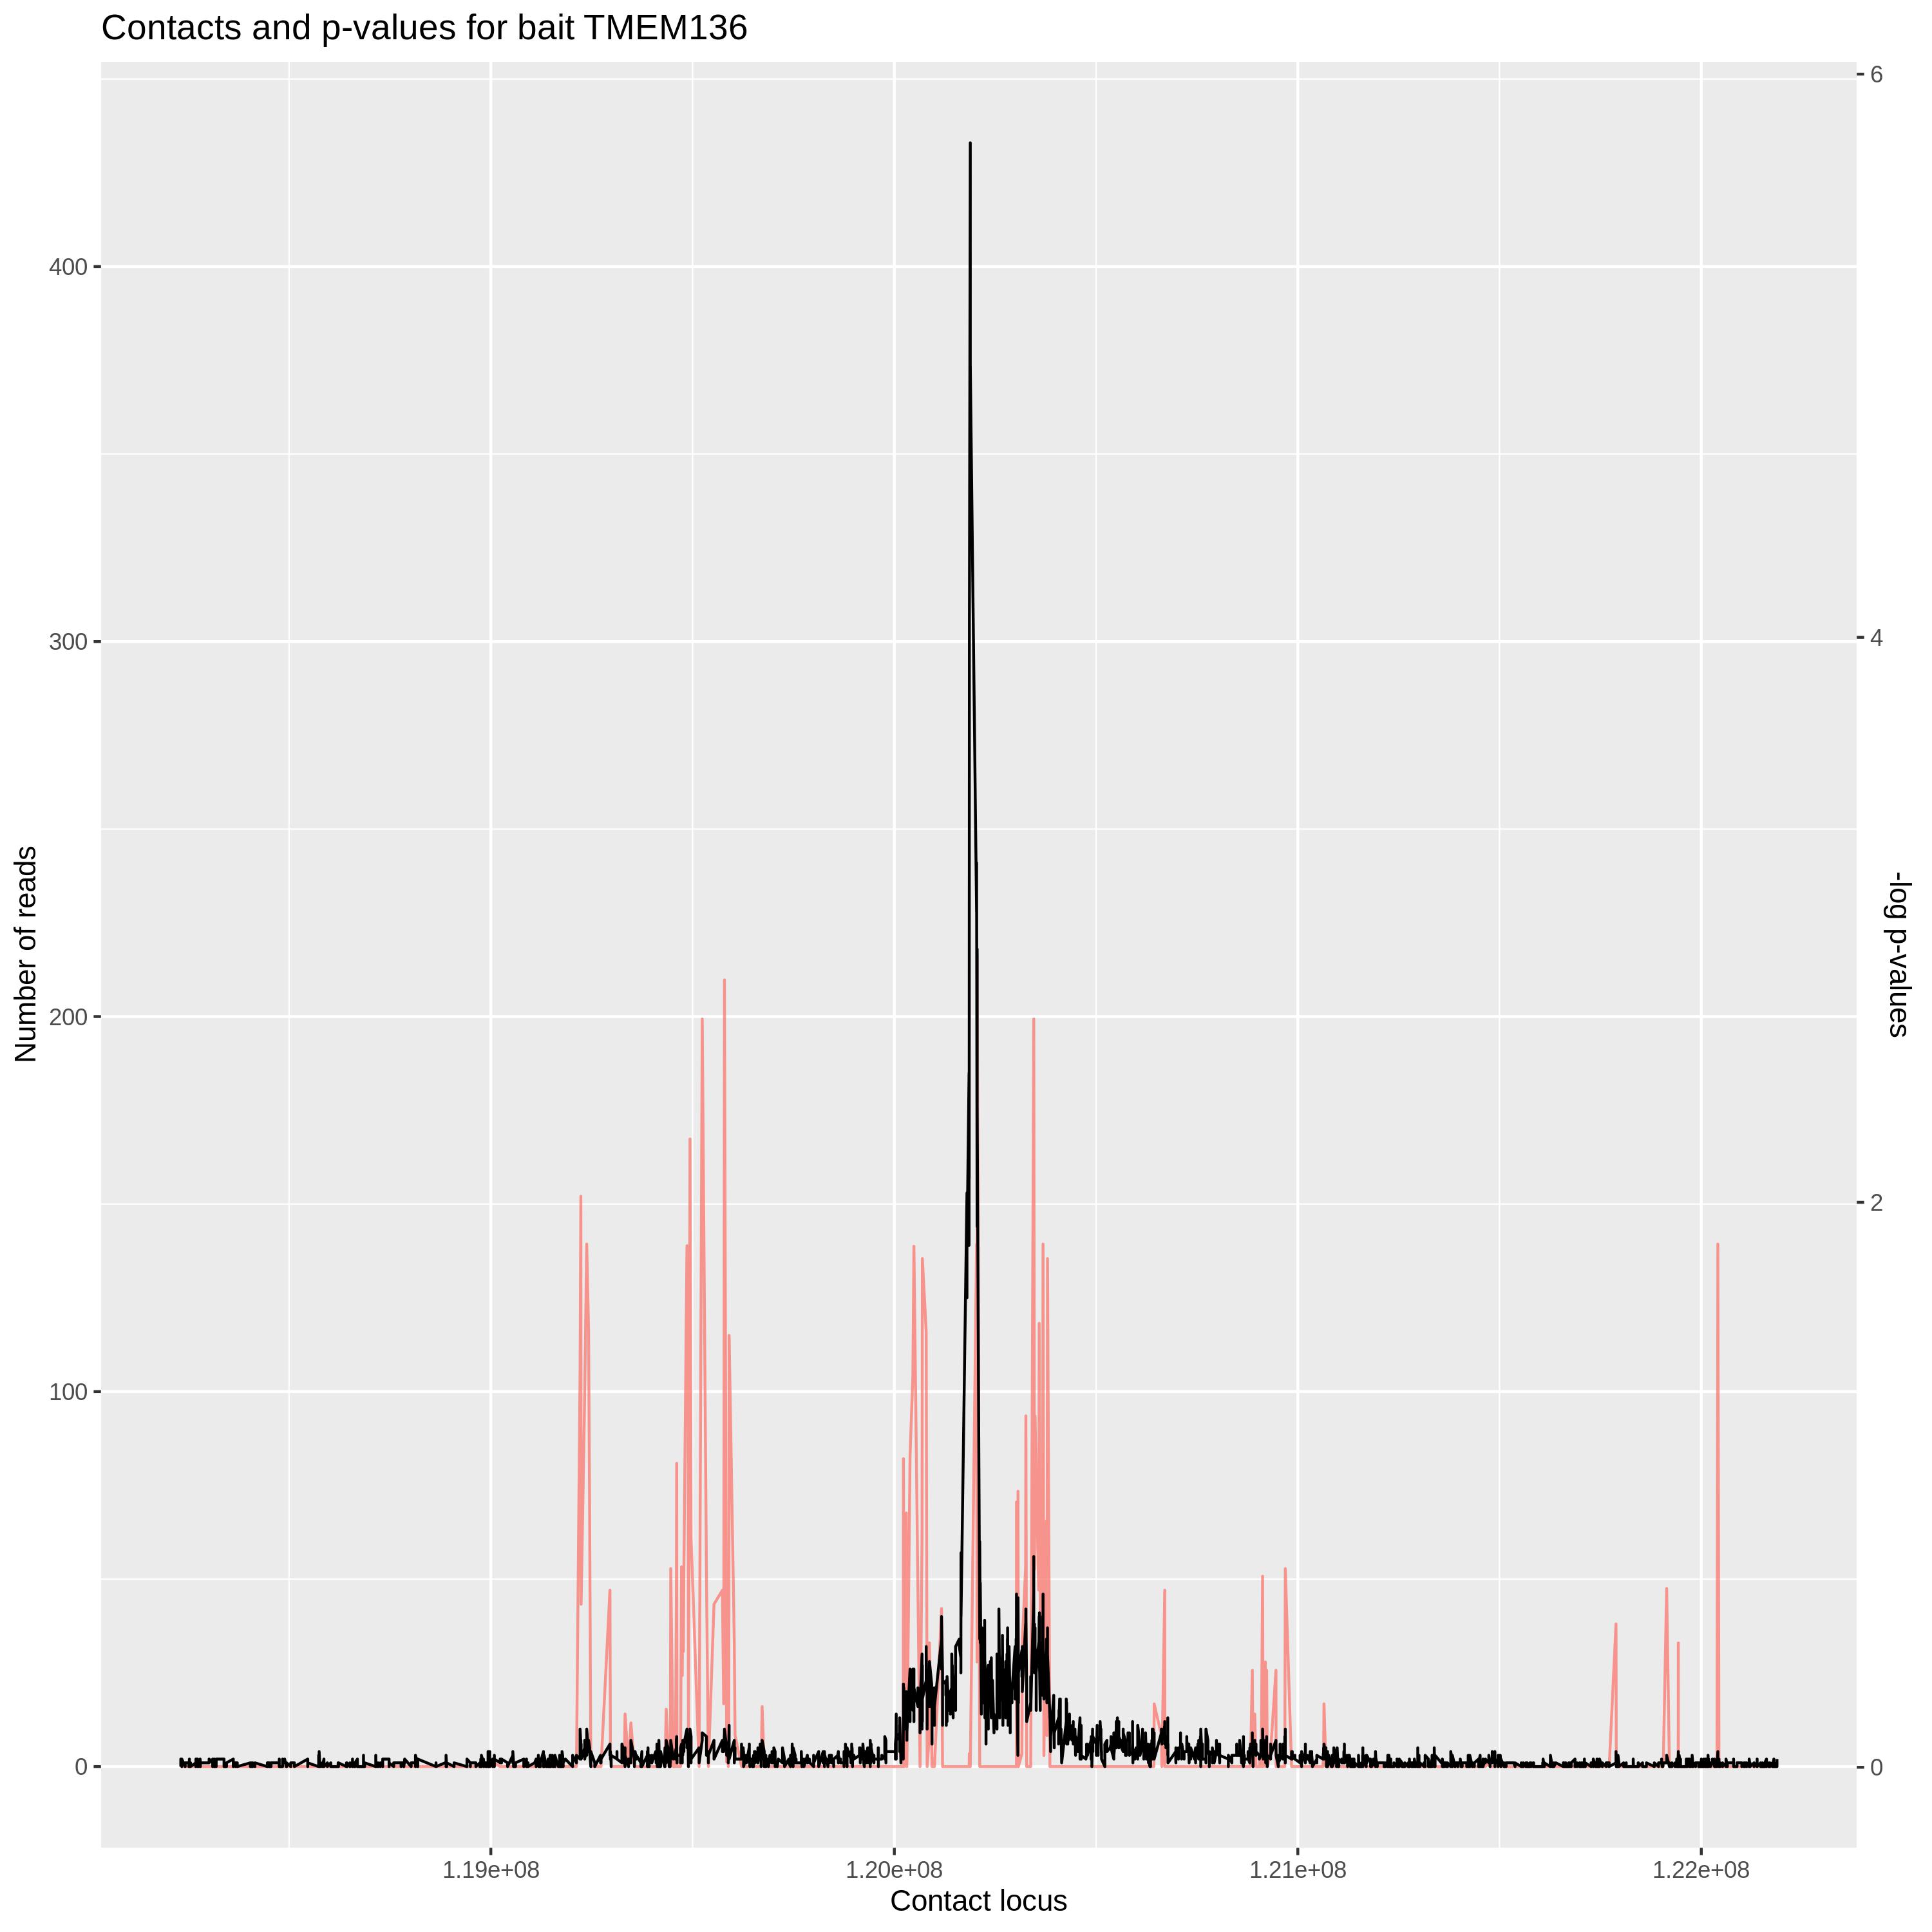 Contacts and p-values for bait TMEM136
6
400
300
4
Number of reads
-log p-values
200
2
100
0
0
1.19e+08
1.20e+08
1.21e+08
1.22e+08
Contact locus